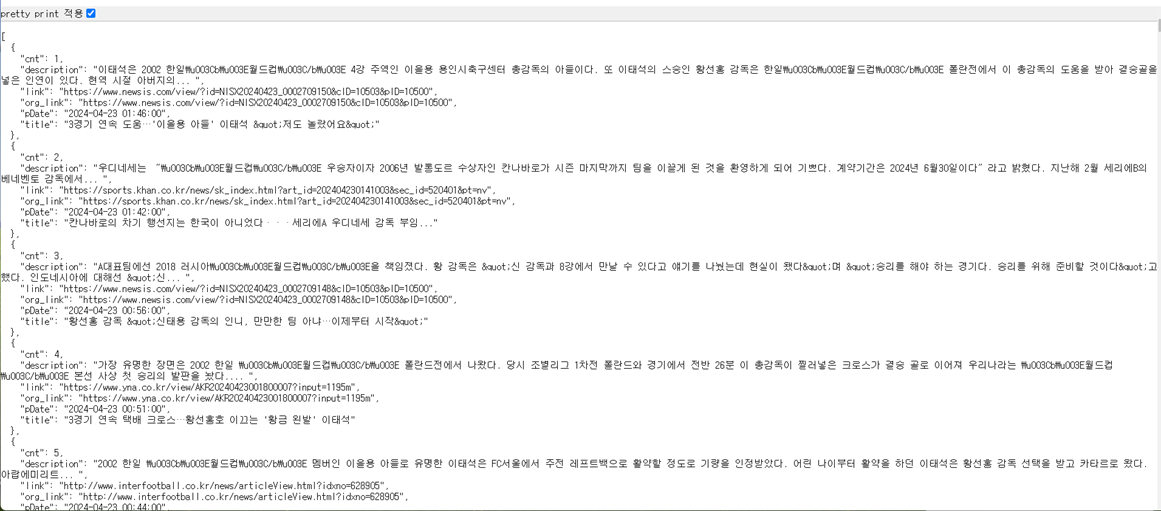 pretty print 적용
[
  {
    "cnt": 1,
    "description": "이태석은 2002 한일₩u003Cb₩u003E월드컵₩u003C/b₩u003E 4강 주역인 이을용 용인시축구센터 총감독의 아들이다. 또 이태석의 스승인 황선홍 감독은 한일₩u003Cb₩u003E월드컵₩u003C/b₩u003E 폴란전에서 이 총감독의 도움을 받아 결승골을
넣은 인연이 있다. 현역 시절 아버지의... ",
    "link": "https://www.newsis.com/view/?id=NISX20240423_0002709150&cID=10503&pID=10500",
    "org_link": "https://www.newsis.com/view/?id=NISX20240423_0002709150&cID=10503&pID=10500",
    "pDate": "2024-04-23 01:46:00",
    "title": "3경기 연속 도움…'이을용 아들' 이태석 &quot;저도 놀랐어요&quot;"
  },
  {
    "cnt": 2,
    "description": "우디네세는 “₩u003Cb₩u003E월드컵₩u003C/b₩u003E 우승자이자 2006년 발롱도르 수상자인 칸나바로가 시즌 마지막까지 팀을 이끌게 된 것을 환영하게 되어 기쁘다. 계약기간은 2024년 6월30일이다” 라고 밝혔다. 지난해 2월 세리에B의
베네벤토 감독에서... ",
    "link": "https://sports.khan.co.kr/news/sk_index.html?art_id=202404230141003&sec_id=520401&pt=nv",
    "org_link": "https://sports.khan.co.kr/news/sk_index.html?art_id=202404230141003&sec_id=520401&pt=nv",
    "pDate": "2024-04-23 01:42:00",
    "title": "칸나바로의 차기 행선지는 한국이 아니었다···세리에A 우디네세 감독 부임..."
  },
  {
    "cnt": 3,
    "description": "A대표팀에선 2018 러시아₩u003Cb₩u003E월드컵₩u003C/b₩u003E을 책임졌다. 황 감독은 &quot;신 감독과 8강에서 만날 수 있다고 얘기를 나눴는데 현실이 됐다&quot;며 &quot;승리를 해야 하는 경기다. 승리를 위해 준비할 것이다&quot;고
했다. 인도네시아에 대해선 &quot;신... ",
    "link": "https://www.newsis.com/view/?id=NISX20240423_0002709148&cID=10503&pID=10500",
    "org_link": "https://www.newsis.com/view/?id=NISX20240423_0002709148&cID=10503&pID=10500",
    "pDate": "2024-04-23 00:56:00",
    "title": "황선홍 감독 &quot;신태용 감독의 인니, 만만한 팀 아냐…이제부터 시작&quot;"
  },
  {
    "cnt": 4,
    "description": "가장 유명한 장면은 2002 한일 ₩u003Cb₩u003E월드컵₩u003C/b₩u003E 폴란드전에서 나왔다. 당시 조별리그 1차전 폴란드와 경기에서 전반 26분 이 총감독이 찔러넣은 크로스가 결승 골로 이어져 우리나라는 ₩u003Cb₩u003E월드컵
₩u003C/b₩u003E 본선 사상 첫 승리의 발판을 놨다.... ",
    "link": "https://www.yna.co.kr/view/AKR20240423001800007?input=1195m",
    "org_link": "https://www.yna.co.kr/view/AKR20240423001800007?input=1195m",
    "pDate": "2024-04-23 00:51:00",
    "title": "3경기 연속 택배 크로스…황선홍호 이끄는 '황금 왼발' 이태석"
  },
  {
    "cnt": 5,
    "description": "2002 한일 ₩u003Cb₩u003E월드컵₩u003C/b₩u003E 멤버인 이을용 아들로 유명한 이태석은 FC서울에서 주전 레프트백으로 활약할 정도로 기량을 인정받았다. 어린 나이부터 활약을 하던 이태석은 황선홍 감독 선택을 받고 카타르로 왔다.
아랍에미리트... ",
    "link": "http://www.interfootball.co.kr/news/articleView.html?idxno=628905",
    "org_link": "http://www.interfootball.co.kr/news/articleView.html?idxno=628905",
    "pDate": "2024-04-23 00:44:00",